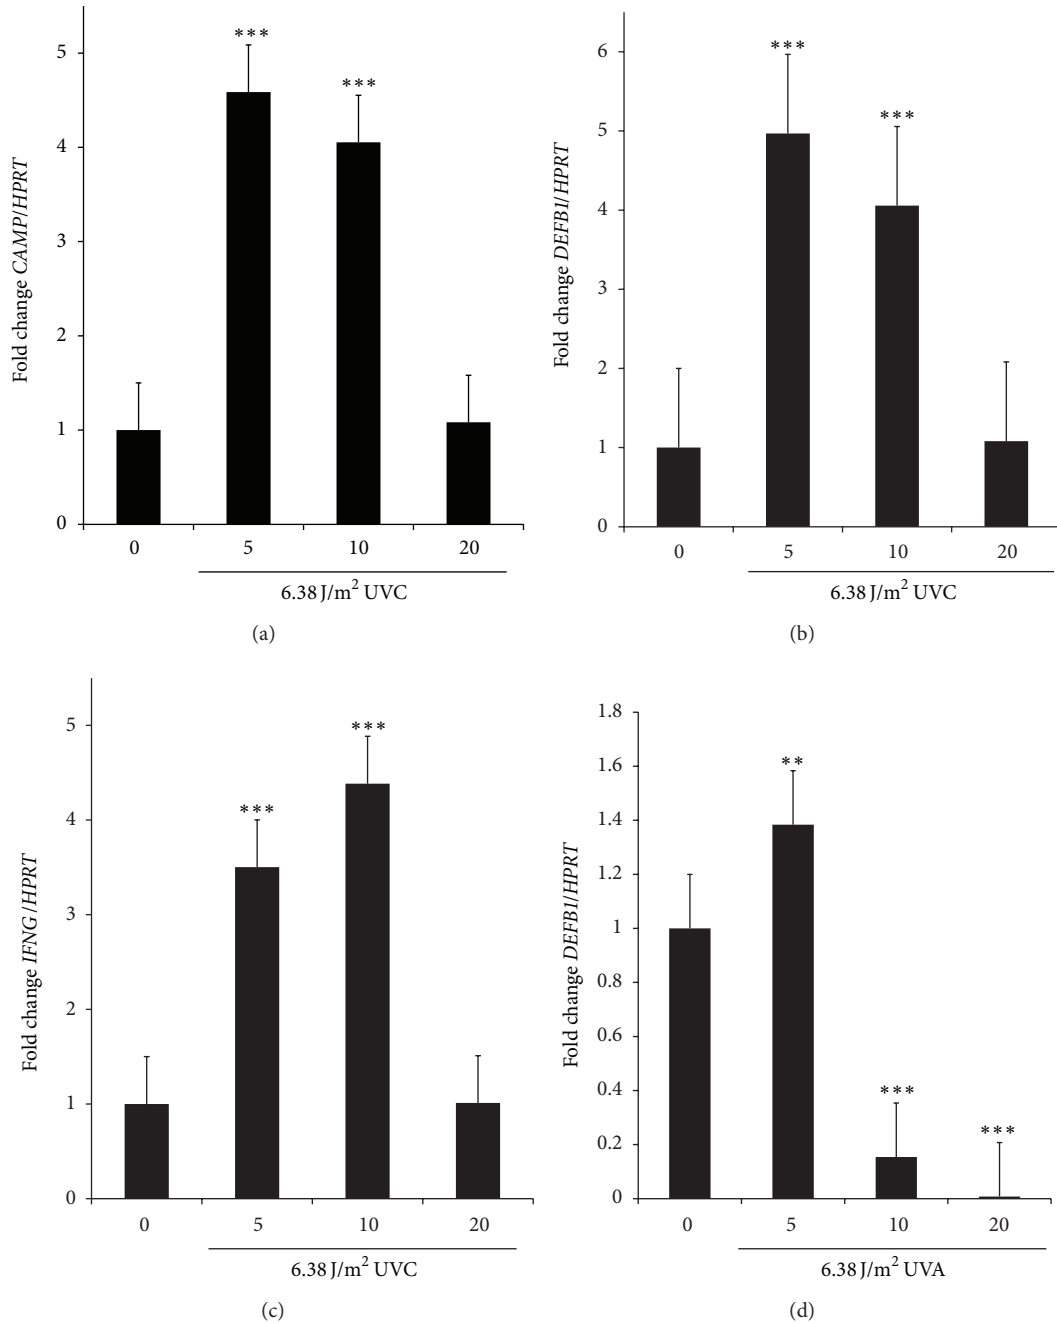 Fold change CAMP/HPRT
5
4
3
2
1
0
***
***
0 5 10 20
6.38 J/m² UVC
(a)
Fold change DEFB1/HPRT
6
5
4
3
2
1
0
***
***
0 5 10 20
6.38 J/m² UVC
(b)
Fold change IFNG/HPRT
5
4
3
2
1
0
***
***
0 5 10 20
6.38 J/m² UVC
(c)
Fold change DEFB1/HPRT
1.8
1.6
1.4
1.2
1
0.8
0.6
0.4
0.2
0
**
***
***
0 5 10 20
6.38 J/m² UVA
(d)